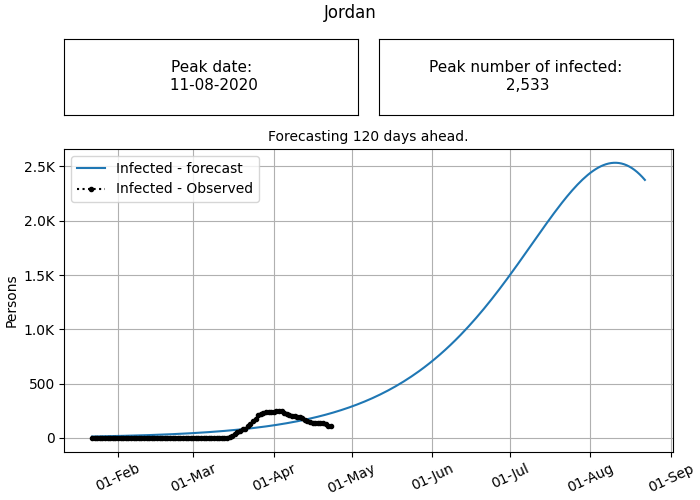 Jordan
Peak date:
11-08-2020
Peak number of infected:
2,533
Forecasting 120 days ahead.
Infected - forecast
Infected - Observed
2.5K
2.0K
1.5K
1.0K
500
0
Persons
01-Feb
01-Mar
01-Apr
01-May
01-Jun
01-Jul
01-Aug
01-Sep